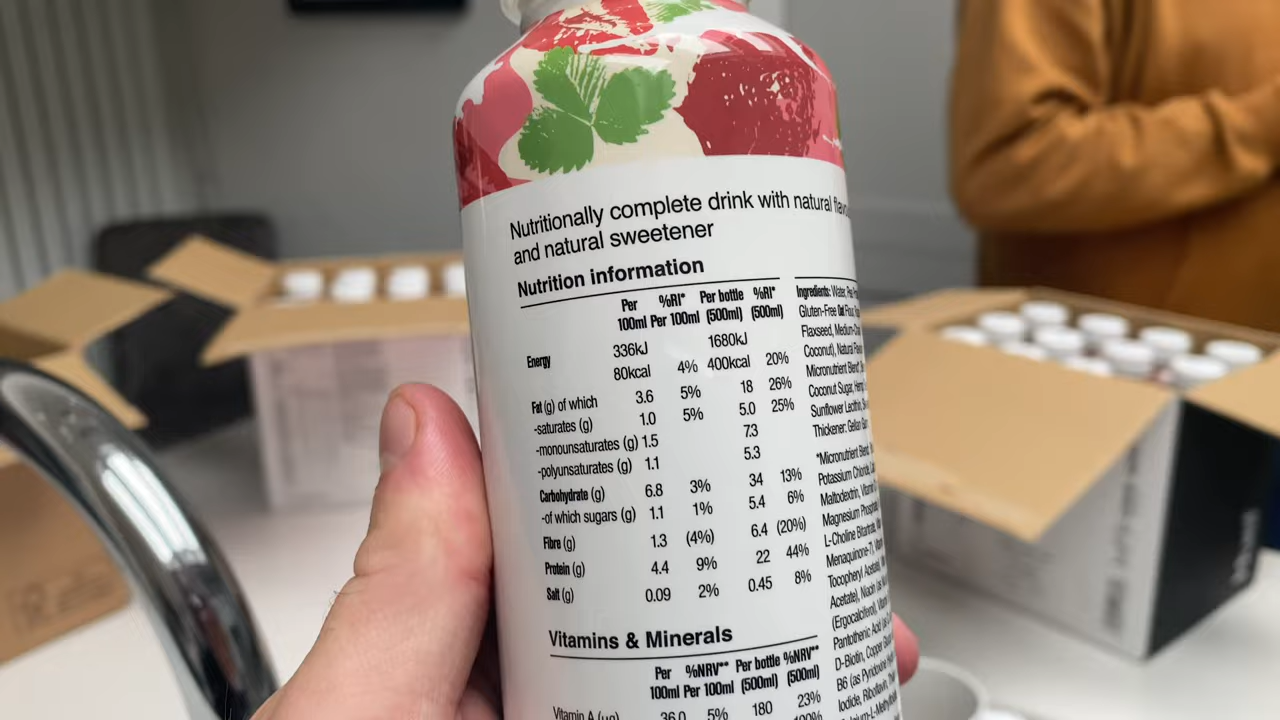 Nutritionally complete drink with natural
and natural sweetener
Nutrition information
Per %RI* Per bottle %RI*
100ml Per 100ml (500ml) (500ml)
Energy 336kJ 1680kJ
80kcal 4% 400kcal 20%
Fat (g) of which 3.6 5% 18 26%
-saturates (g) 1.0 5% 5.0 25%
-monounsaturates (g) 1.5 7.3
-polyunsaturates (g) 1.1 5.3
Carbohydrate (g) 6.8 3% 34 13%
-of which sugars (g) 1.1 1% 5.4 6%
Fibre (g) 1.3 (4%) 6.4 (20%)
Protein (g) 4.4 9% 22 44%
Salt (g) 0.09 2% 0.45 8%
Vitamins & Minerals
Per %NRV** Per bottle %NRV**
100ml Per 100ml (500ml) (500ml)
Vitamin A (µg) 36.0 5% 180 23%
100%
Ingredients: Water,
Gluten-Free Oat Flour
Flaxseed,
Coconut), Natural
Micronutrient Blend*
Coconut Sugar,
Sunflower Lecithin,
Thickener: Gellan
*Micronutrient Blend
Potassium Chloride,
Maltodextrin,
Magnesium
L-Choline Bitartrate,
Menaquinone-7),
Tocopheryl Acetate),
Acetate), Niacin (as
(Ergocalciferol),
Pantothenic Acid
D-Biotin, Copper
B6 (as Pyridoxine
Iodide, Riboflavin,